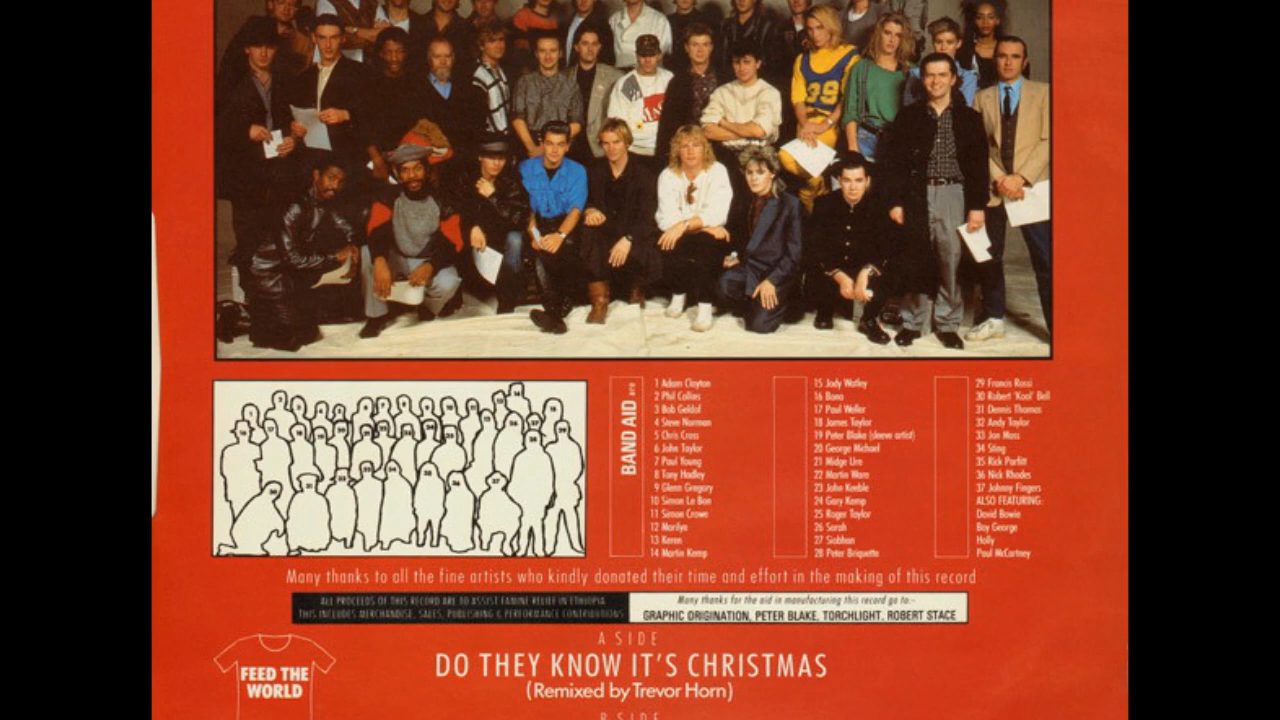 39
BAND AID are
1 Adam Clayton
2 Phil Collins
3 Bob Geldof
4 Steve Norman
5 Chris Cross
6 John Taylor
7 Paul Young
8 Tony Hadley
9 Glenn Gregory
10 Simon Le Bon
11 Simon Crowe
12 Marilyn
13 Keren
14 Martin Kemp
15 Jody Watley
16 Bono
17 Paul Weller
18 James Taylor
19 Peter Blake (sleeve artist)
20 George Michael
21 Midge Ure
22 Martin Ware
23 John Keeble
24 Gary Kemp
25 Roger Taylor
26 Sarah
27 Siobhan
28 Peter Briquette
29 Francis Rossi
30 Robert 'Kool' Bell
31 Dennis Thomas
32 Andy Taylor
33 Jon Moss
34 Sting
35 Rick Parfitt
36 Nick Rhodes
37 Johnny Fingers
ALSO FEATURING:
David Bowie
Boy George
Holly
Paul McCartney
Many thanks to all the fine artists who kindly donated their time and effort in the making of this record
ALL PROCEEDS OF THIS RECORD ARE TO ASSIST FAMINE RELIEF IN ETHIOPIA
THIS INCLUDES MERCHANDISE, SALES, PUBLISHING & PERFORMANCE CONTRIBUTIONS
Many thanks for the aid in manufacturing this record go to:-
GRAPHIC ORIGINATION, PETER BLAKE, TORCHLIGHT, ROBERT STACE
A SIDE
DO THEY KNOW IT'S CHRISTMAS
(Remixed by Trevor Horn)
FEED THE
WORLD
B SIDE